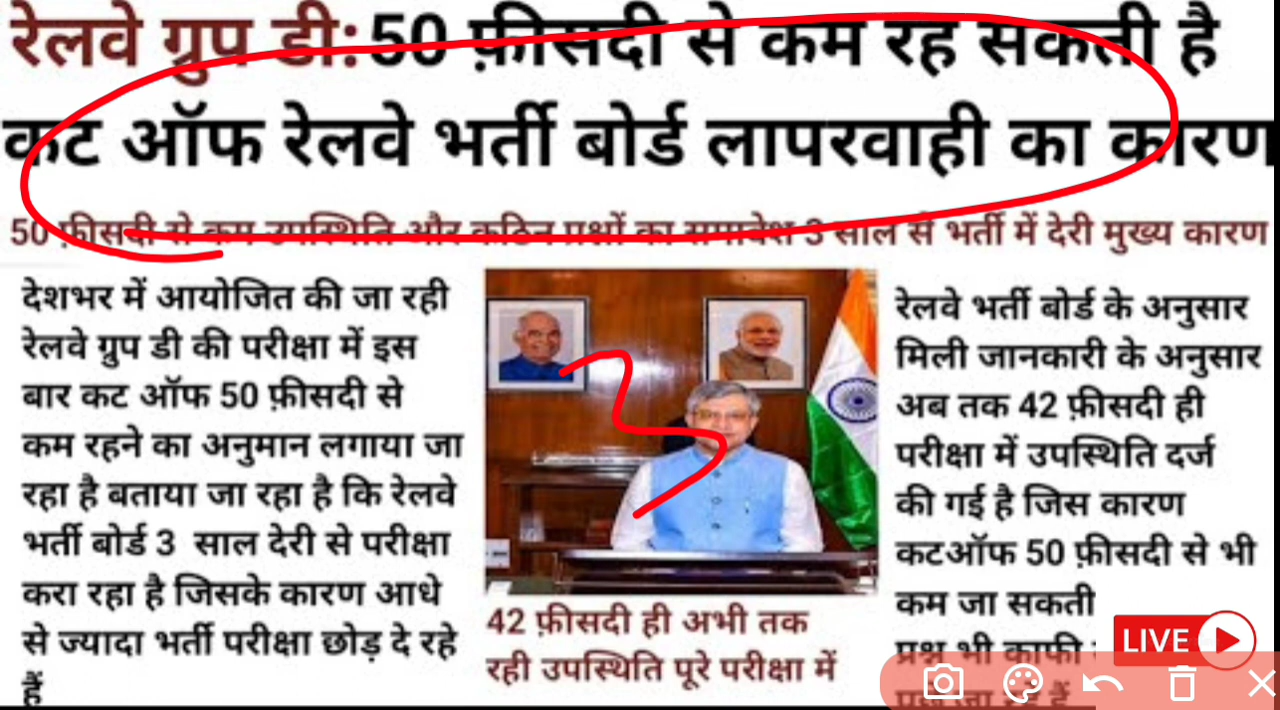 रेलवे ग्रुप डी: 50 फ़ीसदी से कम रह सकती है
कट ऑफ रेलवे भर्ती बोर्ड लापरवाही का कारण
50 फ़ीसदी से कम उपस्थिति और कठिन प्रश्नों का समावेश 3 साल से भर्ती में देरी मुख्य कारण
देशभर में आयोजित की जा रही
रेलवे ग्रुप डी की परीक्षा में इस
बार कट ऑफ 50 फ़ीसदी से
कम रहने का अनुमान लगाया जा
रहा है बताया जा रहा है कि रेलवे
भर्ती बोर्ड 3 साल देरी से परीक्षा
करा रहा है जिसके कारण आधे
से ज्यादा भर्ती परीक्षा छोड़ दे रहे
हैं
42 फ़ीसदी ही अभी तक
रही उपस्थिति पूरे परीक्षा में
रेलवे भर्ती बोर्ड के अनुसार
मिली जानकारी के अनुसार
अब तक 42 फ़ीसदी ही
परीक्षा में उपस्थिति दर्ज
की गई है जिस कारण
कटऑफ 50 फ़ीसदी से भी
कम जा सकती
प्रश्न भी काफी
LIVE